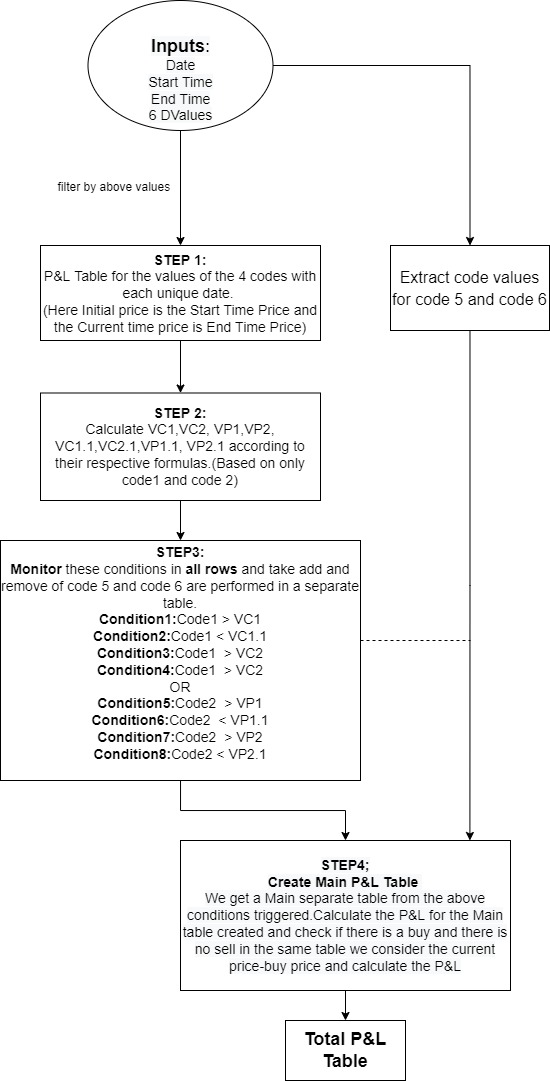 Inputs:
Date
Start Time
End Time
6 DValues
filter by above values
STEP 1:
P&L Table for the values of the 4 codes with
each unique date.
(Here Initial price is the Start Time Price and
the Current time price is End Time Price)
Extract code values
for code 5 and code 6
STEP 2:
Calculate VC1,VC2, VP1,VP2,
VC1.1,VC2.1,VP1.1, VP2.1 according to
their respective formulas.(Based on only
code1 and code 2)
STEP3:
Monitor these conditions in all rows and take add and
remove of code 5 and code 6 are performed in a separate
table.
Condition1:Code1 > VC1
Condition2:Code1 < VC1.1
Condition3:Code1 > VC2
Condition4:Code1 > VC2
OR
Condition5:Code2 > VP1
Condition6:Code2 < VP1.1
Condition7:Code2 > VP2
Condition8:Code2 < VP2.1
STEP4;
Create Main P&L Table
We get a Main separate table from the above
conditions triggered.Calculate the P&L for the Main
table created and check if there is a buy and there is
no sell in the same table we consider the current
price-buy price and calculate the P&L
Total P&L
Table